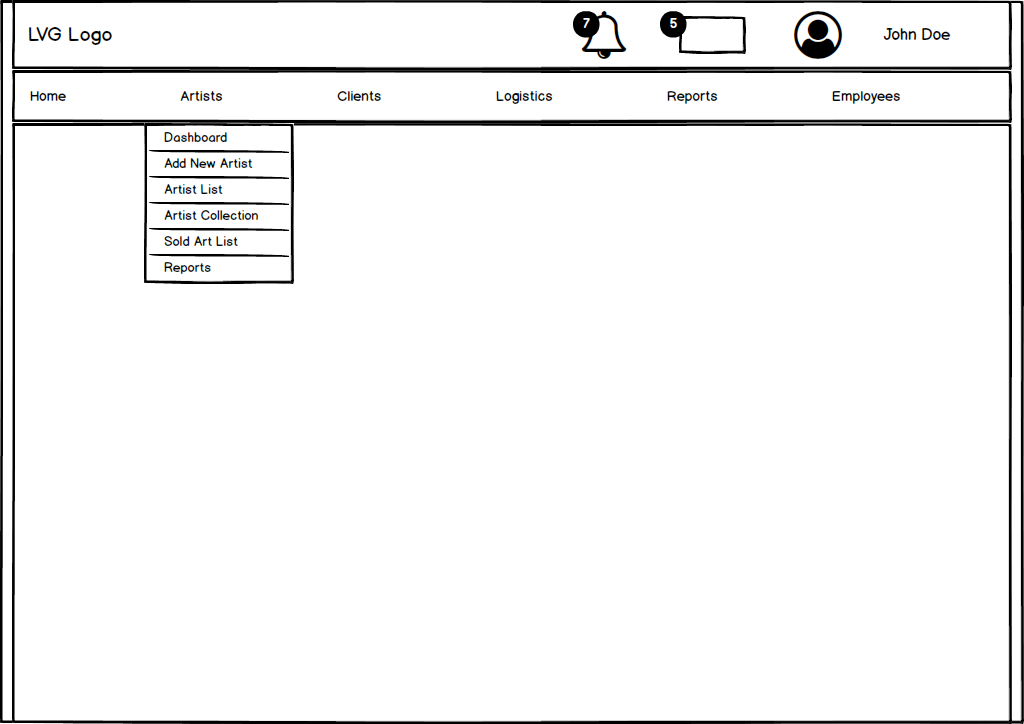 LVG Logo
7
5
John Doe
Home
Artists
Clients
Logistics
Reports
Employees
Dashboard
Add New Artist
Artist List
Artist Collection
Sold Art List
Reports